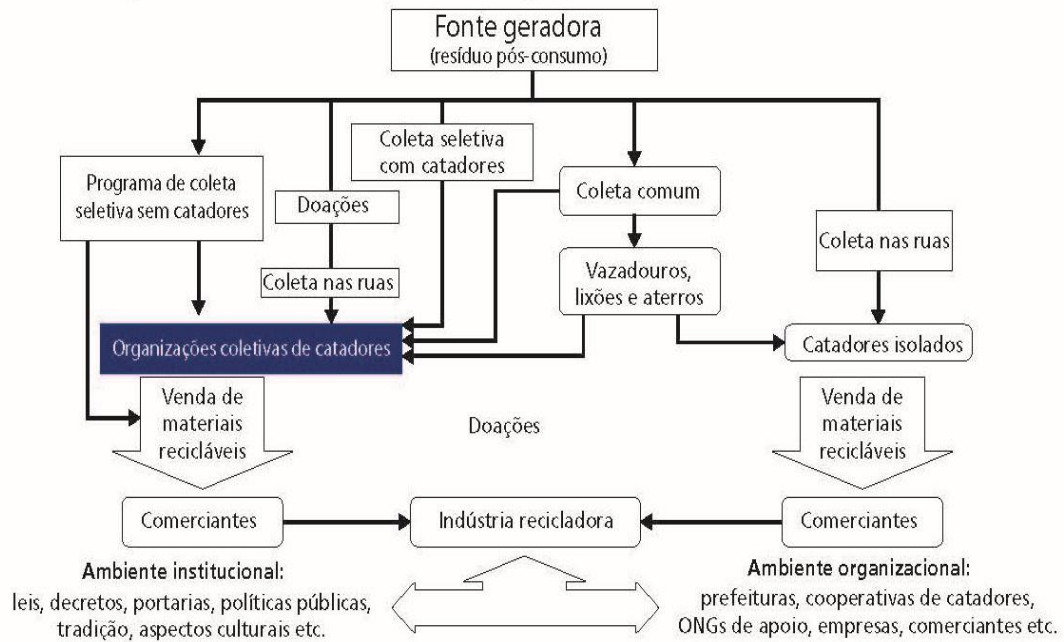 Fonte geradora
(resíduo pós-consumo)
Coleta seletiva
com catadores
Programa de coleta
seletiva sem catadores
Doações
Coleta comum
Coleta nas ruas
Coleta nas ruas
Vazadouros,
lixões e aterros
Organizações coletivas de catadores
Catadores isolados
Venda de
materiais
recicláveis
Doações
Venda de
materiais
recicláveis
Comerciantes
Indústria recicladora
Comerciantes
Ambiente institucional:
leis, decretos, portarias, políticas públicas,
tradição, aspectos culturais etc.
Ambiente organizacional:
prefeituras, cooperativas de catadores,
ONGs de apoio, empresas, comerciantes etc.